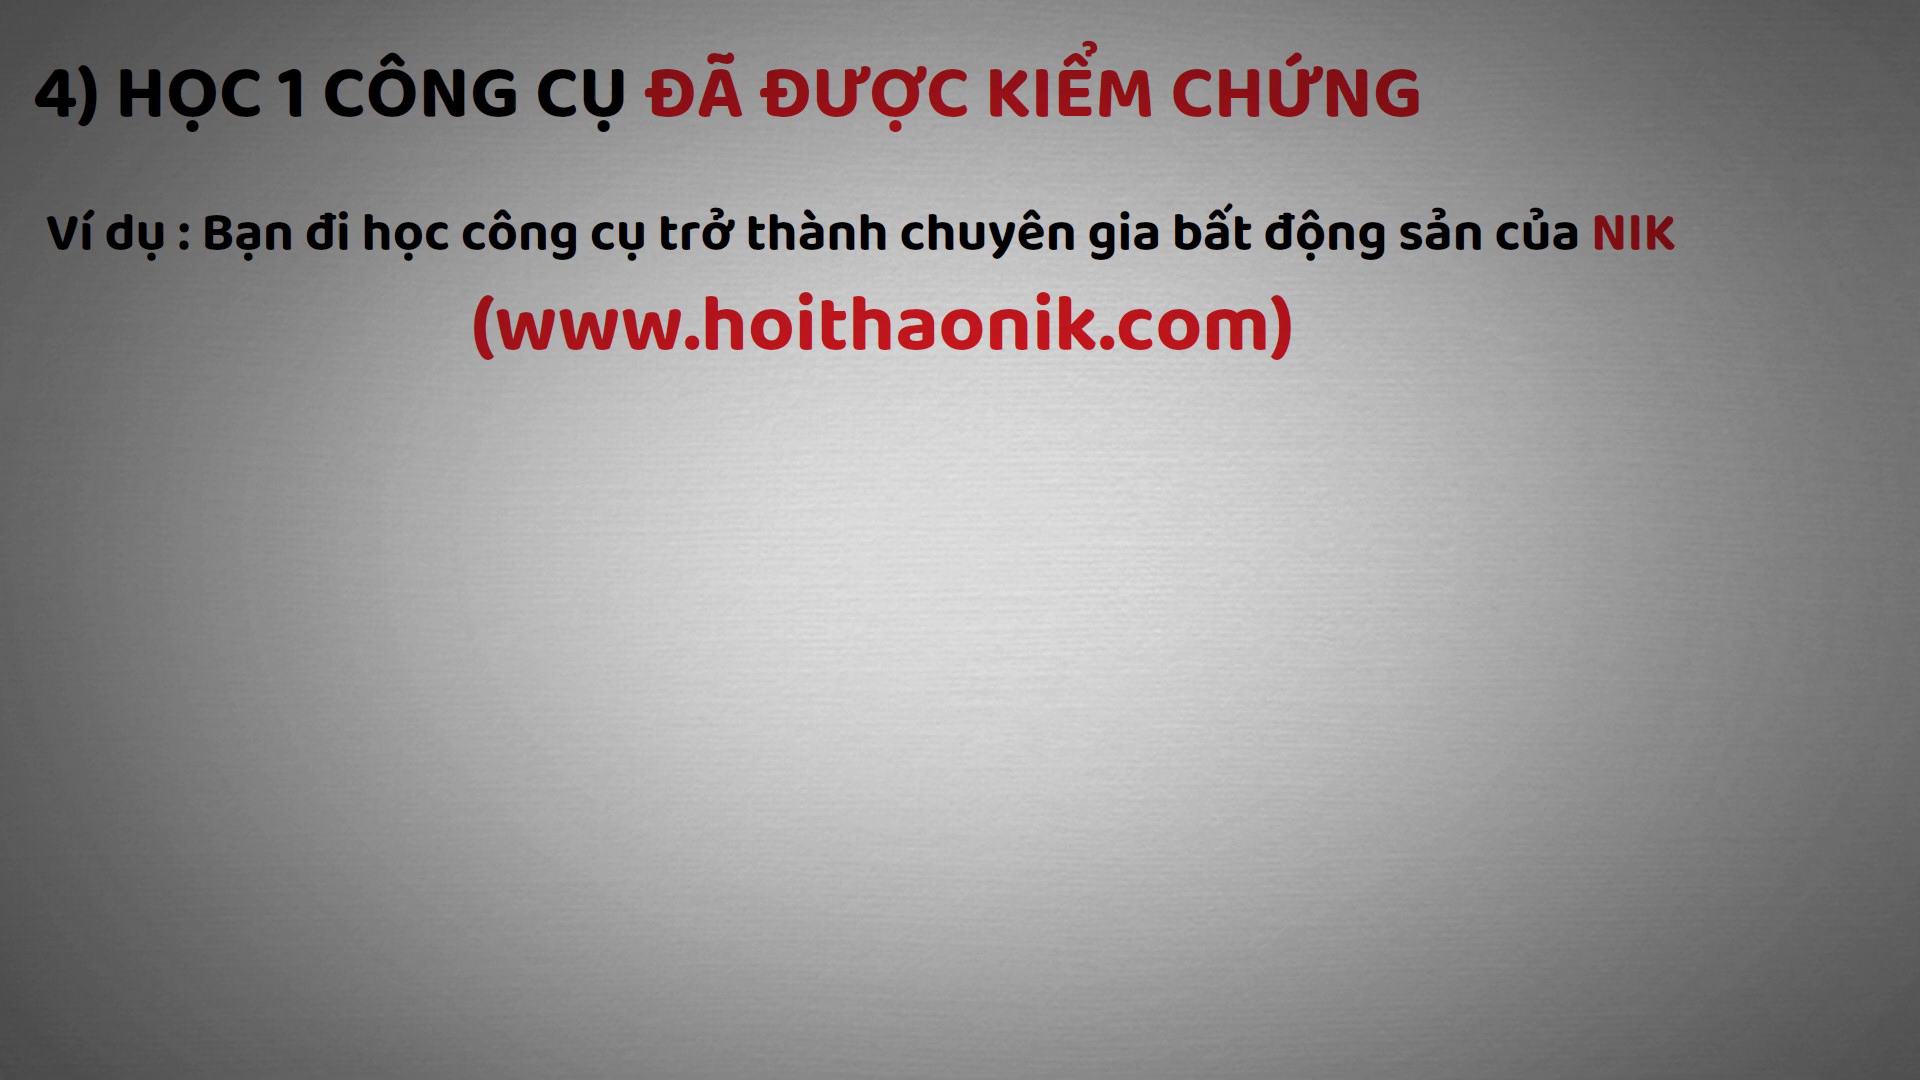 4) HỌC 1 CÔNG CỤ ĐÃ ĐƯỢC KIỂM CHỨNG
Ví dụ : Bạn đi học công cụ trở thành chuyên gia bất động sản của NIK
(www.hoithaonik.com)